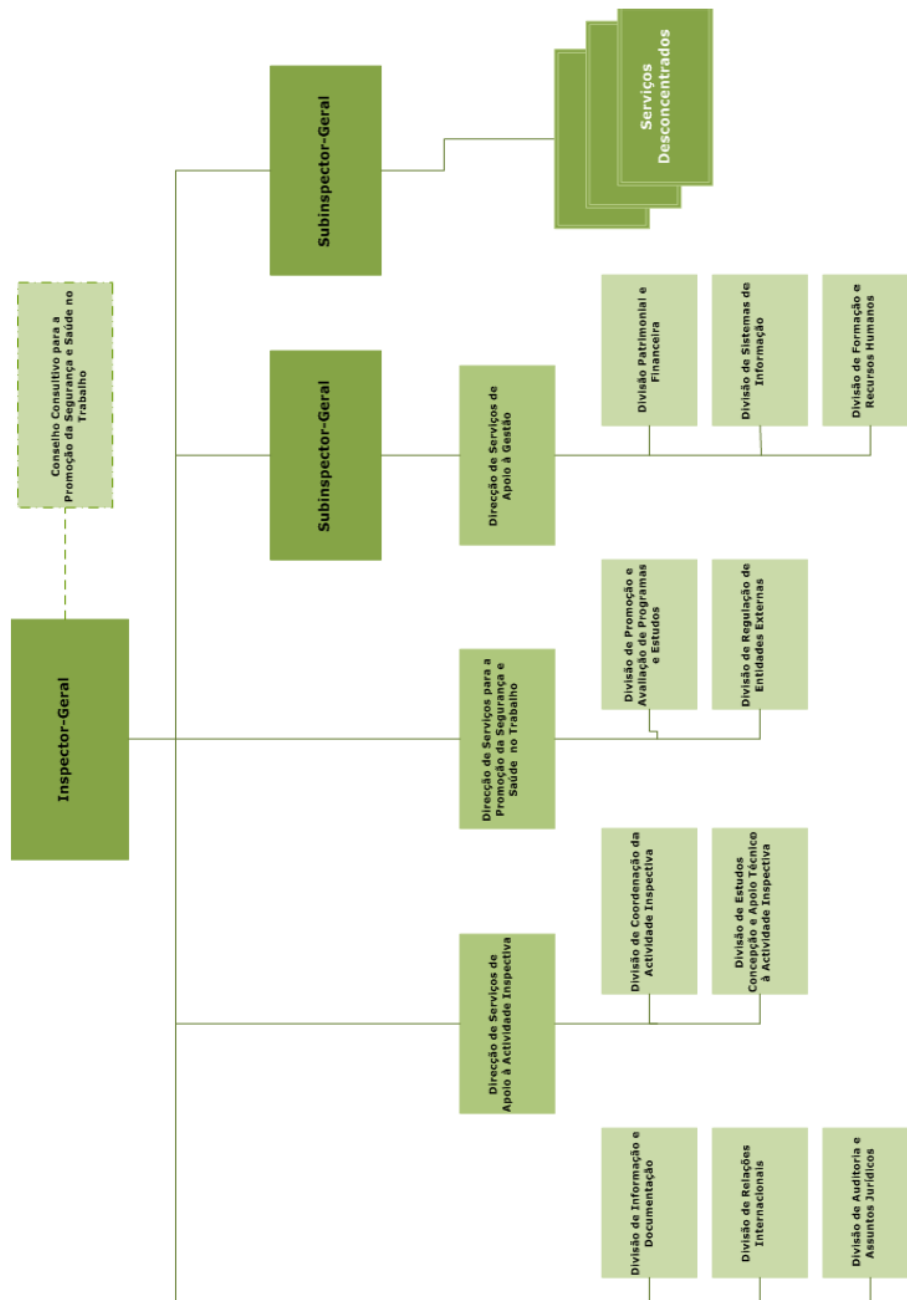 Conselho Consultivo para a
Promoção da Segurança e Saúde no
Trabalho
Inspector-Geral
Subinspector-Geral
Subinspector-Geral
Direcção de Serviços de
Apoio à Actividade Inspectiva
Direcção de Serviços para a
Promoção da Segurança e
Saúde no Trabalho
Direcção de Serviços de
Apoio à Gestão
Serviços
Desconcentrados
Divisão de Informação e
Documentação
Divisão de Coordenação da
Actividade Inspectiva
Divisão de Promoção e
Avaliação de Programas
e Estudos
Divisão Patrimonial e
Financeira
Divisão de Relações
Internacionais
Divisão de Estudos
Concepção e Apoio Técnico
à Actividade Inspectiva
Divisão de Regulação de
Entidades Externas
Divisão de Sistemas de
Informação
Divisão de Auditoria e
Assuntos Jurídicos
Divisão de Formação e
Recursos Humanos